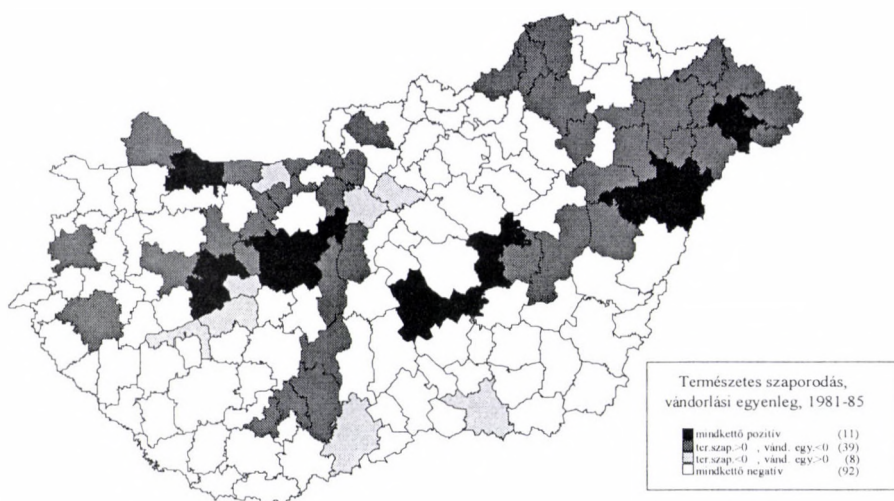 Természetes szaporodás,
vándorlási egyenleg, 1981-85
mindkettő pozitív (11)
ter.szap.>0 , vánd. egy.<0 (39)
ter.szap.<0 , vánd. egy.>0 (8)
mindkettő negatív (92)